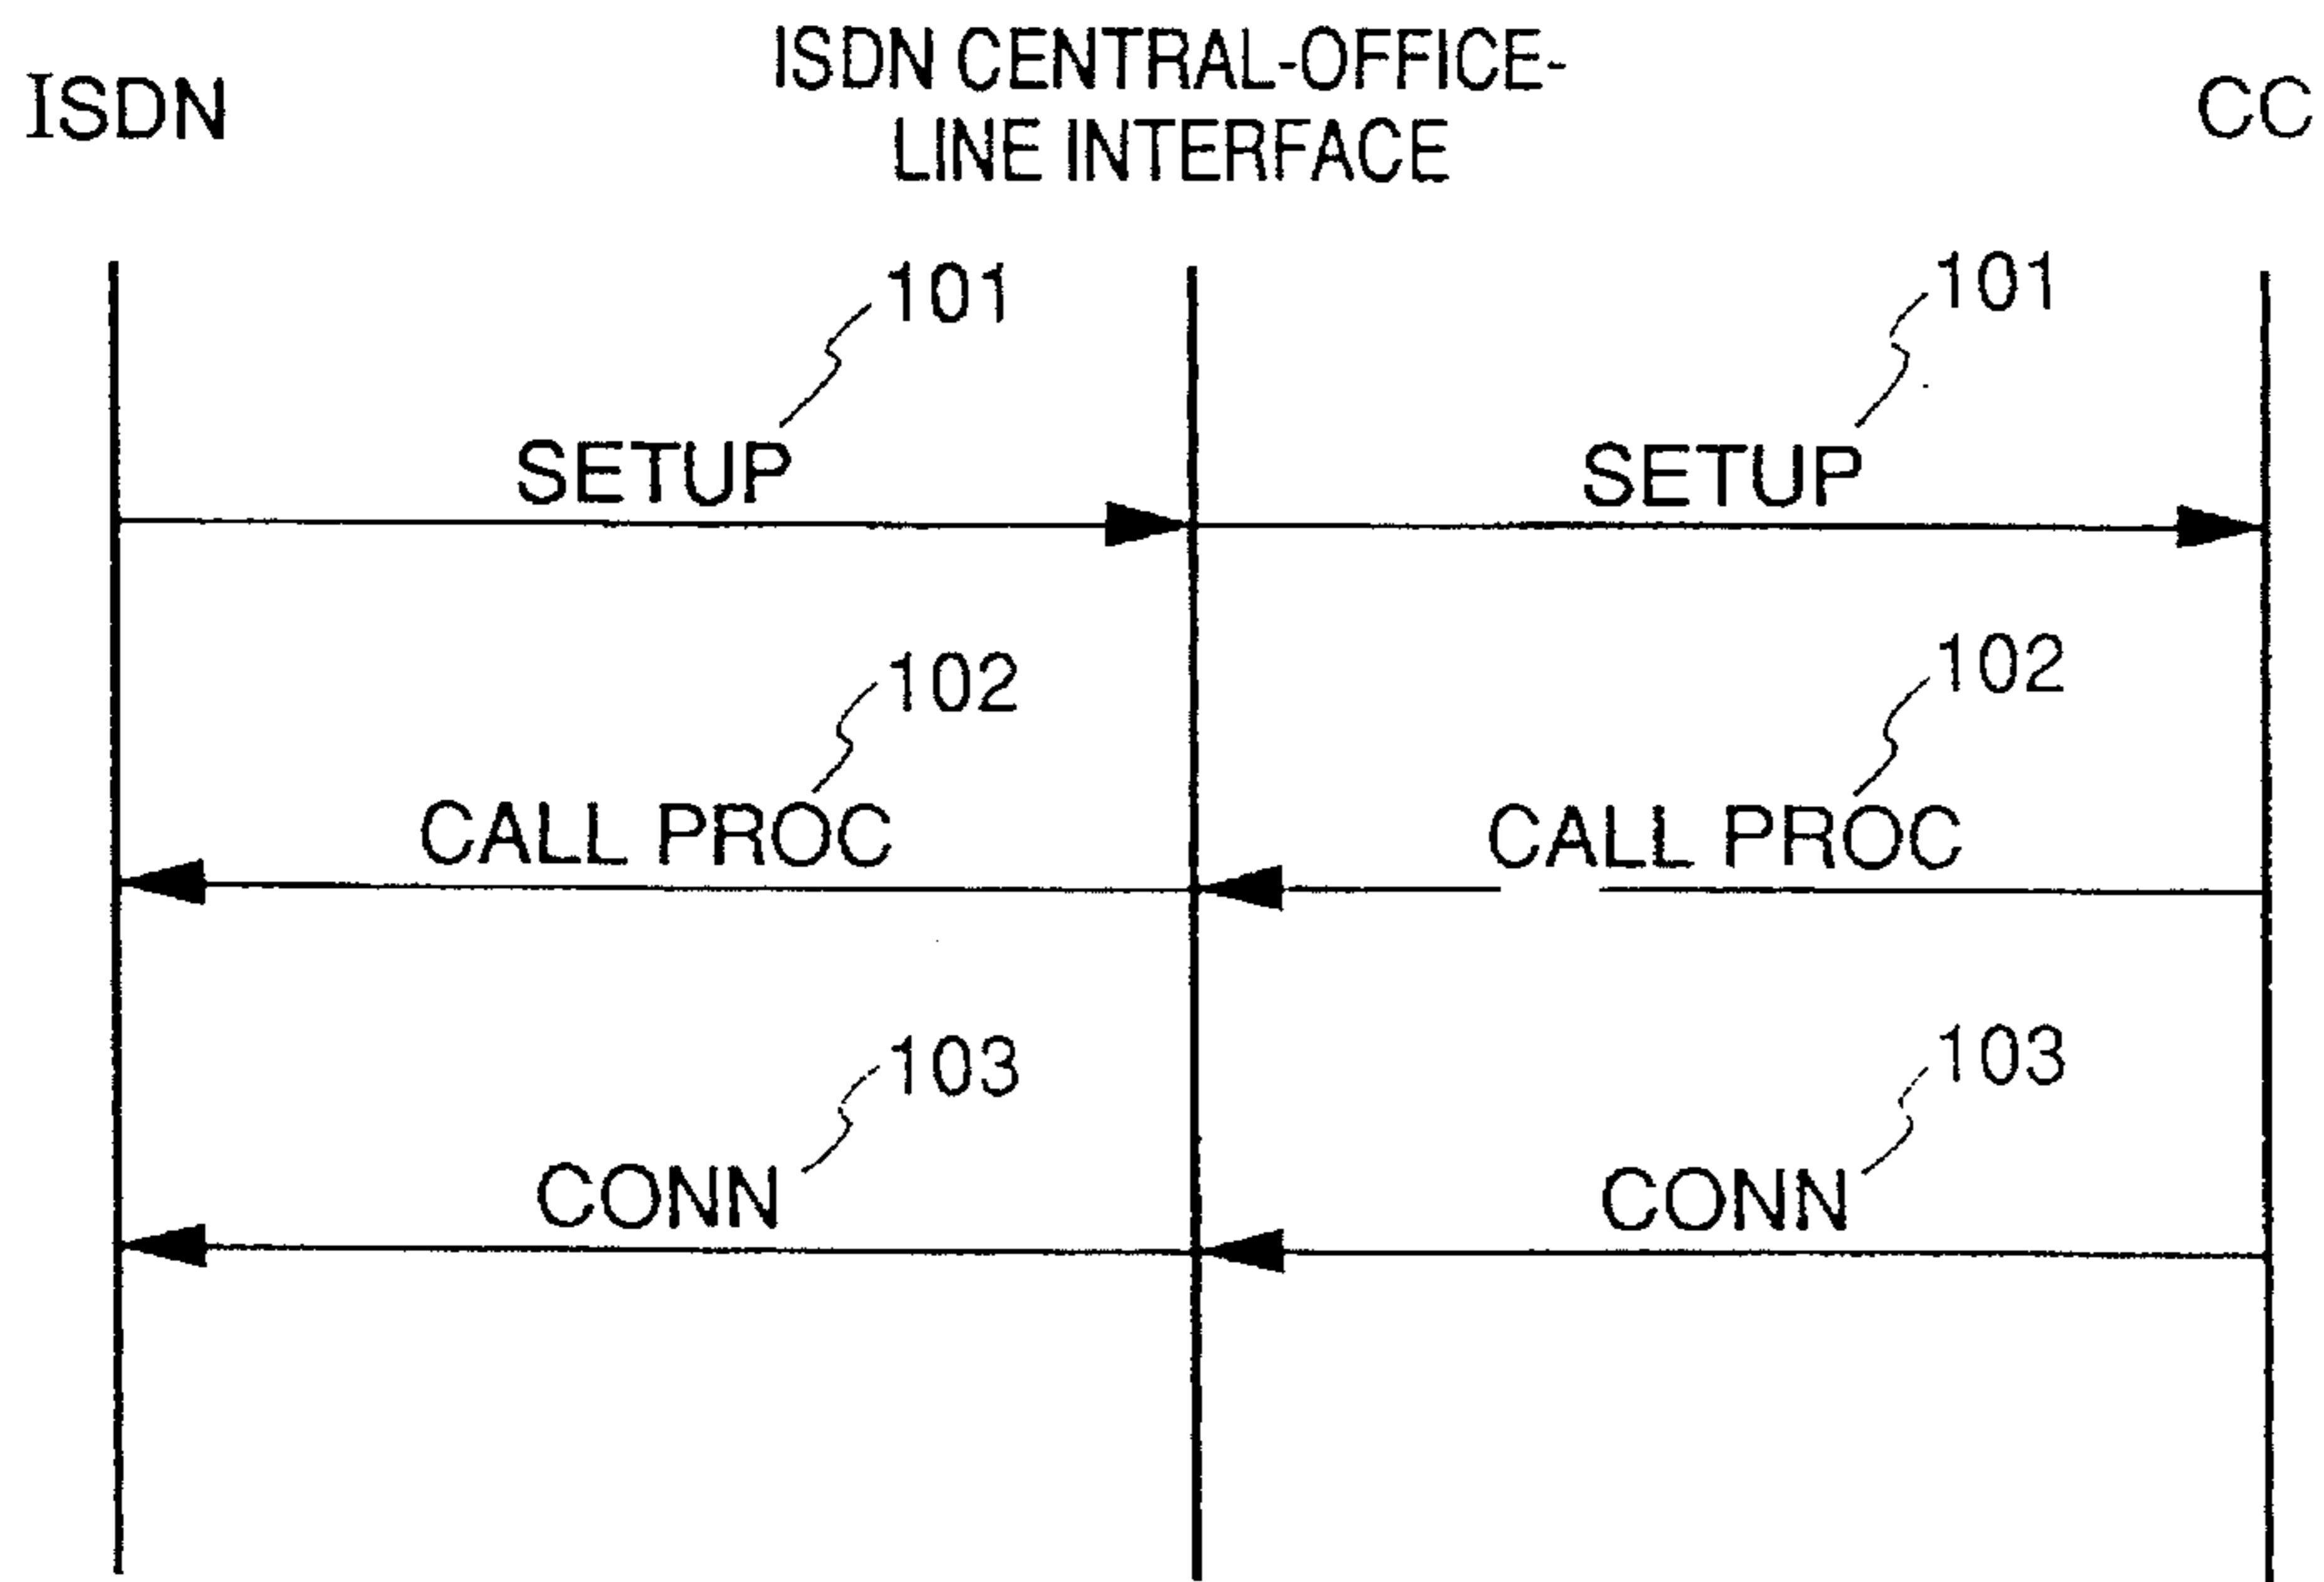 ISDN
ISDN CENTRAL-OFFICE-
LINE INTERFACE
CC
101
101
SETUP
SETUP
102
102
CALL PROC
CALL PROC
103
103
CONN
CONN